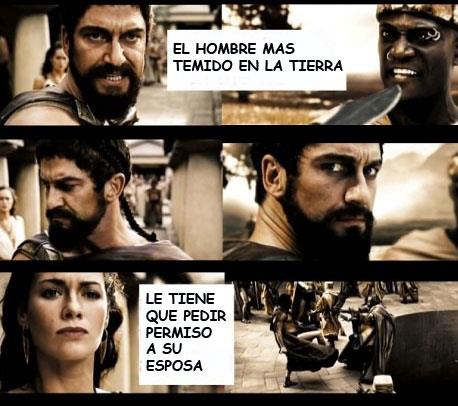 EL HOMBRE MAS
TEMIDO EN LA TIERRA
LE TIENE
QUE PEDIR
PERMISO
A SU
ESPOSA